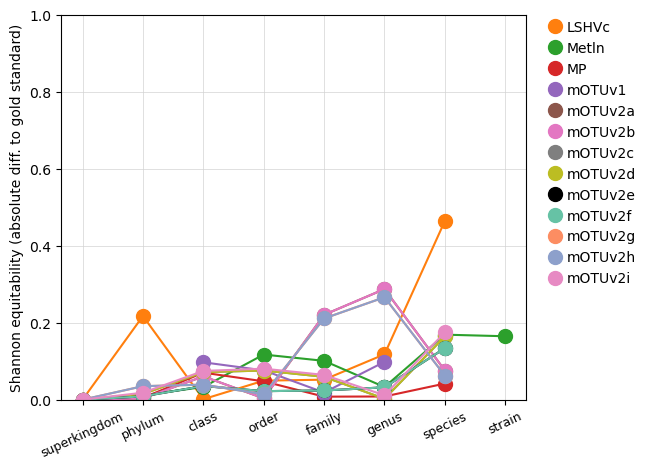 Shannon equitability (absolute diff. to gold standard)
1.0
0.8
0.6
0.4
0.2
0.0
superkingdom
phylum
class
order
family
genus
species
strain
LSHVc
Metln
MP
mOTUv1
mOTUv2a
mOTUv2b
mOTUv2c
mOTUv2d
mOTUv2e
mOTUv2f
mOTUv2g
mOTUv2h
mOTUv2i